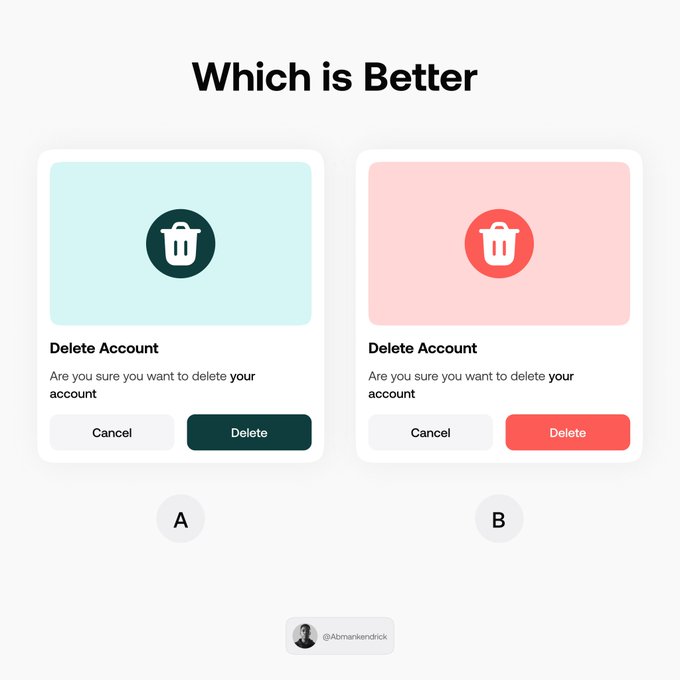 Which is Better
Delete Account
Are you sure you want to delete your
account
Cancel
Delete
A
Delete Account
Are you sure you want to delete your
account
Cancel
Delete
B
@Abmankendrick